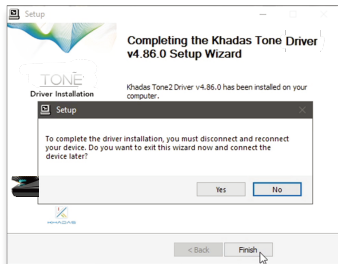 Setup
Completing the Khadas Tone Driver
v4.86.0 Setup Wizard
TONE
Driver Installation
Khadas Tone2 Driver v4.86.0 has been installed on your
computer.
Setup
To complete the driver installation, you must disconnect and reconnect
your device. Do you want to exit this wizard now and connect the
device later?
Yes
No
KHADAS
< Back
Finish